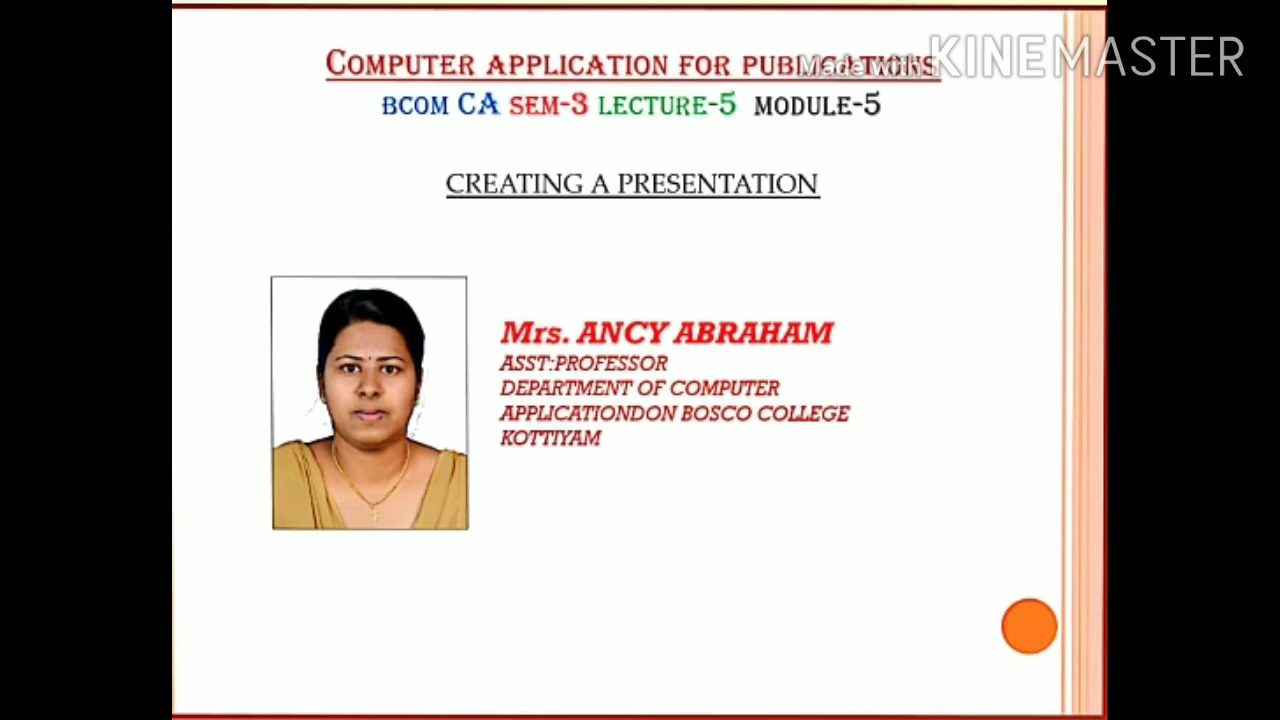 COMPUTER APPLICATION FOR PUBLICATIONS
Made with KINEMASTER
BCOM CA SEM-3 LECTURE-5 MODULE-5
CREATING A PRESENTATION
Mrs. ANCY ABRAHAM
ASST:PROFESSOR
DEPARTMENT OF COMPUTER
APPLICATIONDON BOSCO COLLEGE
KOTTIYAM